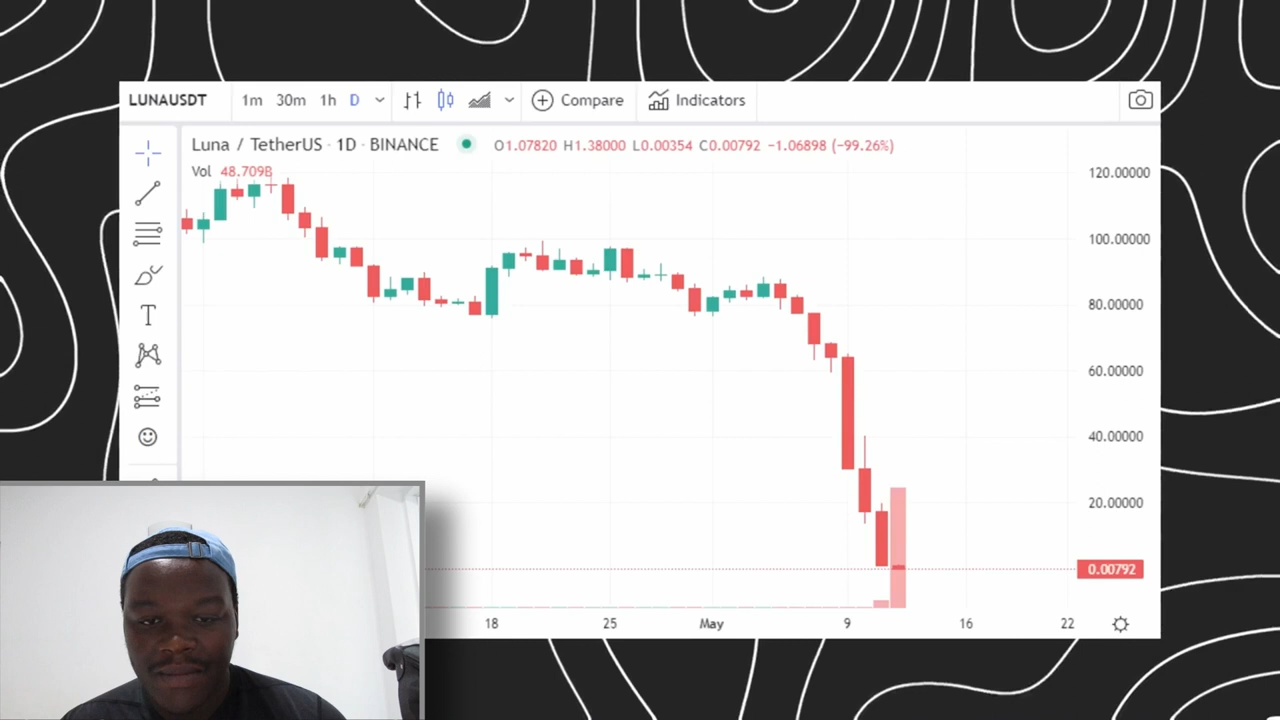 LUNAUSDT 1m 30m 1h D Compare Indicators
Luna / TetherUS · 1D · BINANCE O1.07820 H1.38000 L0.00354 C0.00792 −1.06898 (−99.26%)
Vol 48.709B
120.00000
100.00000
80.00000
60.00000
40.00000
20.00000
0.00792
18 25 May 9 16 22